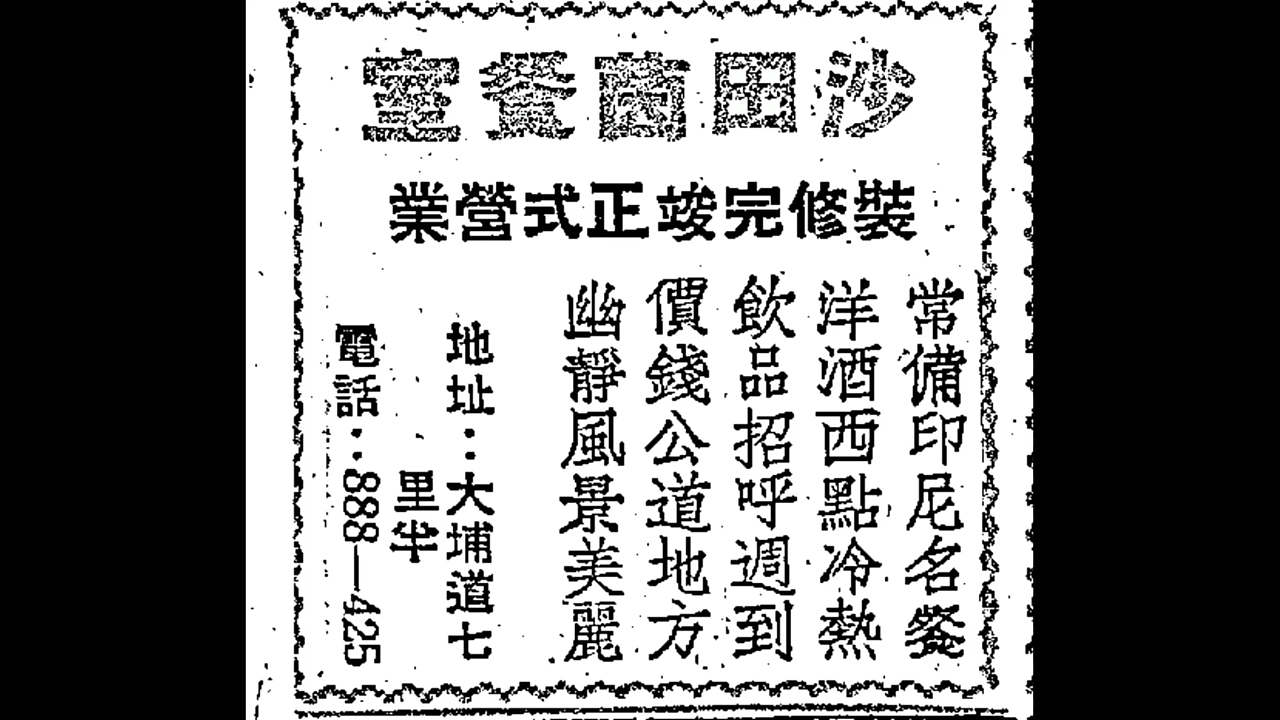 沙田茵餐室
裝修完竣正式營業
常備印尼名餐
洋酒西點冷熱
飲品招呼週到
價錢公道地方
幽靜風景美麗
地址：大埔道七
里半
電話：888—425